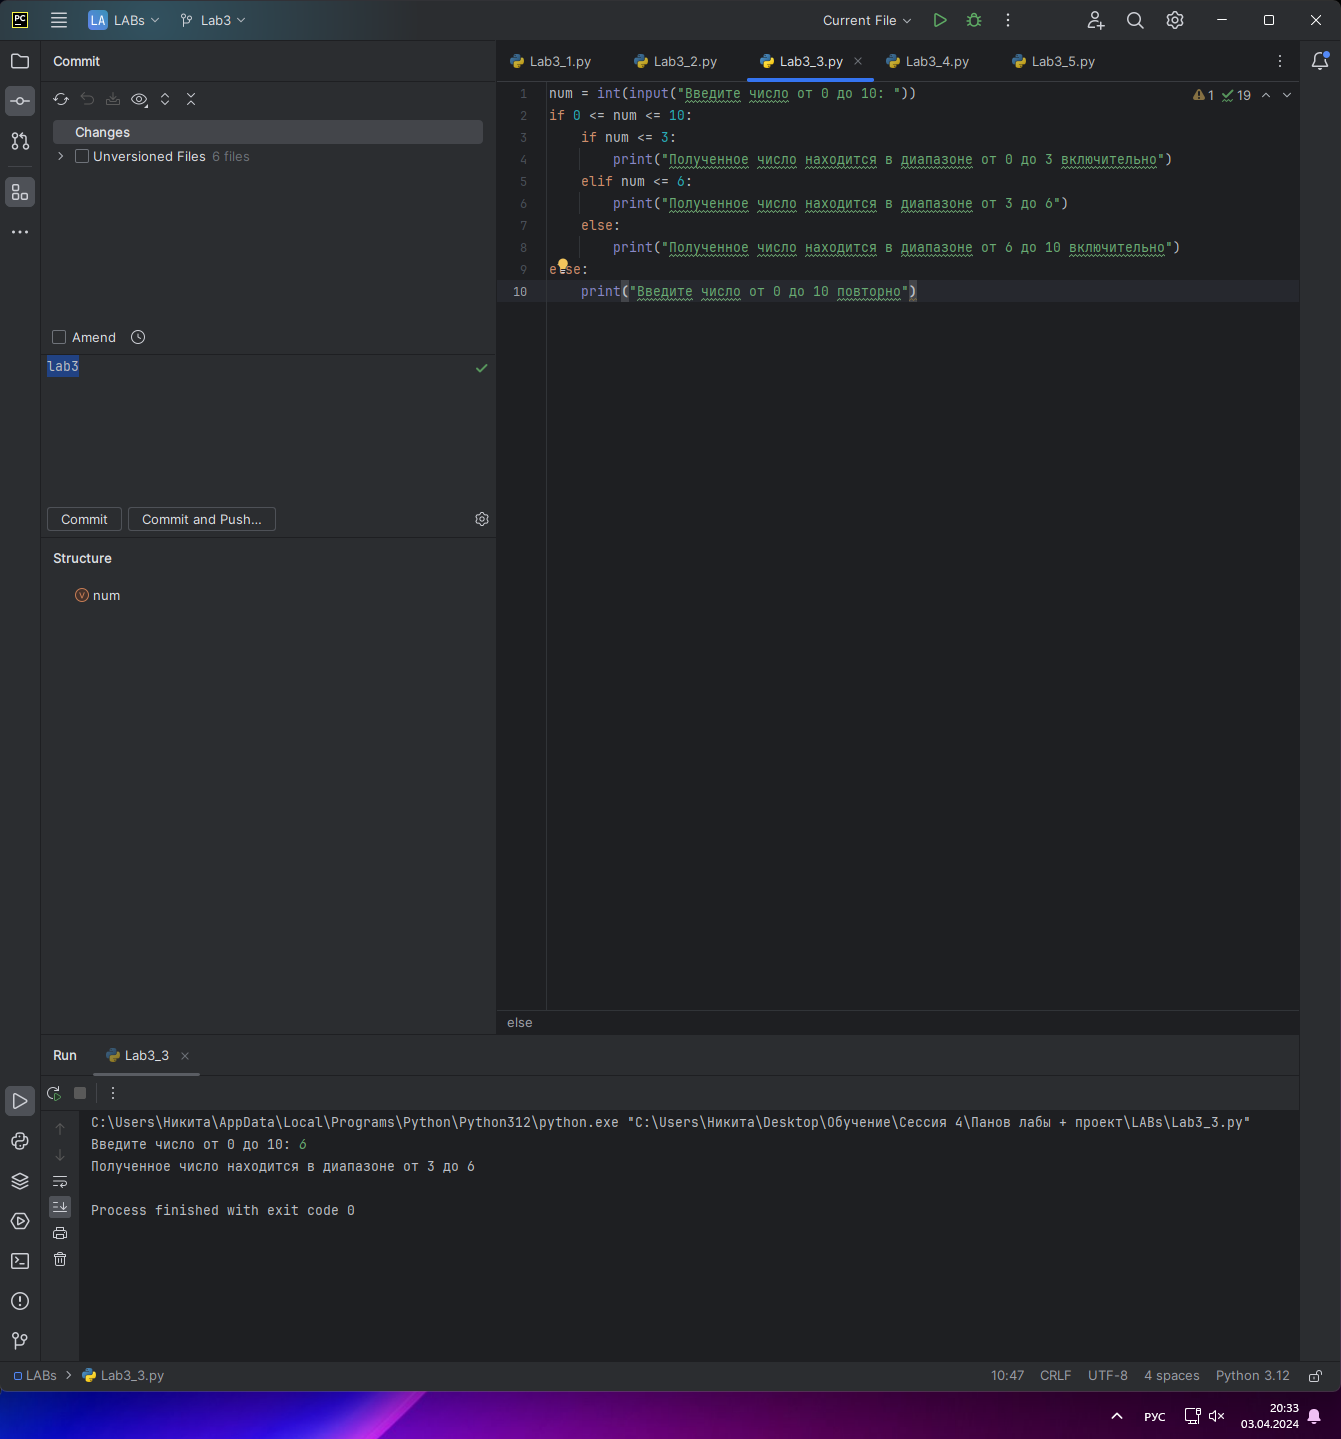 PC
LA LABs Lab3 Current File
Commit
Lab3_1.py Lab3_2.py Lab3_3.py Lab3_4.py Lab3_5.py
Changes
Unversioned Files 6 files
1 19
1 num = int(input("Введите число от 0 до 10: "))
2 if 0 <= num <= 10:
3 if num <= 3:
4 print("Полученное число находится в диапазоне от 0 до 3 включительно")
5 elif num <= 6:
6 print("Полученное число находится в диапазоне от 3 до 6")
7 else:
8 print("Полученное число находится в диапазоне от 6 до 10 включительно")
9 else:
10 print("Введите число от 0 до 10 повторно")
Amend
lab3
Commit Commit and Push...
Structure
V num
else
Run Lab3_3
C:\Users\Никита\AppData\Local\Programs\Python\Python312\python.exe "C:\Users\Никита\Desktop\Обучение\Сессия 4\Панов лабы + проект\LABs\Lab3_3.py"
Введите число от 0 до 10: 6
Полученное число находится в диапазоне от 3 до 6
Process finished with exit code 0
LABs Lab3_3.py 10:47 CRLF UTF-8 4 spaces Python 3.12
РУС 20:33
03.04.2024